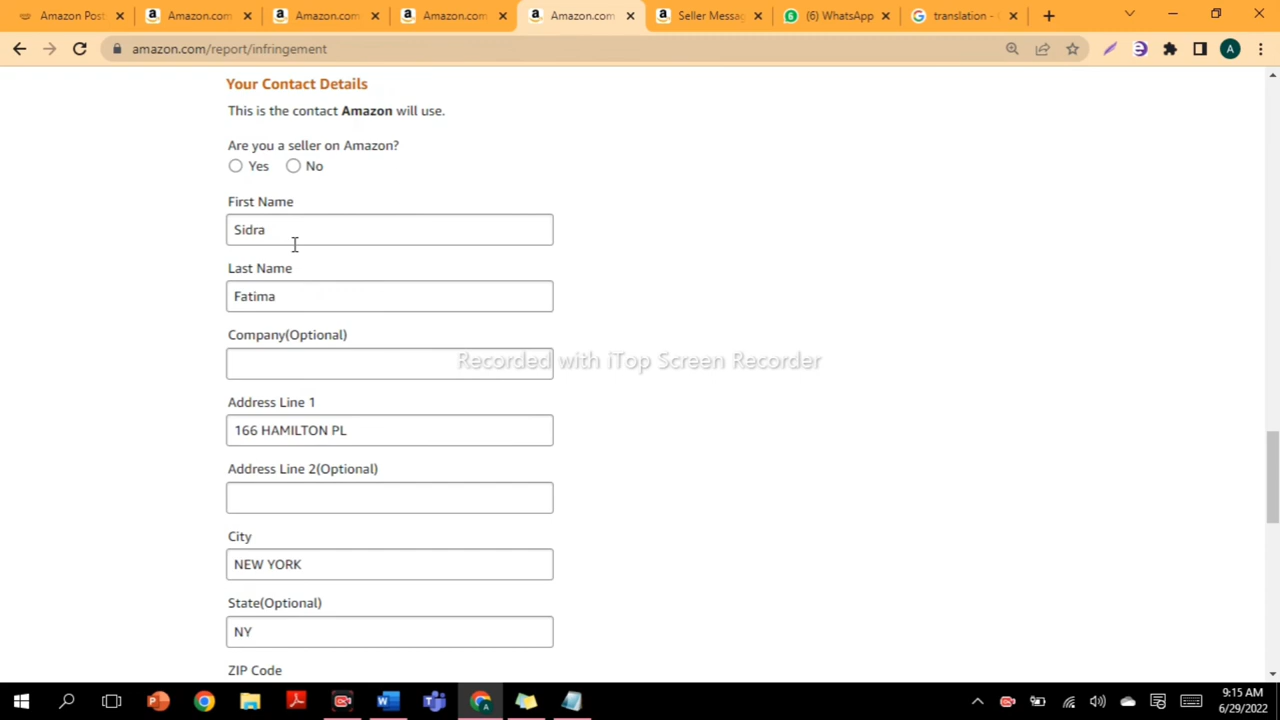 Amazon Post
Amazon.com
Amazon.com
Amazon.com
Amazon.com
Seller Messag
(6) WhatsApp
translation -
amazon.com/report/infringement
A
Your Contact Details
This is the contact Amazon will use.
Are you a seller on Amazon?
Yes No
First Name
Sidra
Last Name
Fatima
Company(Optional)
Recorded with iTop Screen Recorder
Address Line 1
166 HAMILTON PL
Address Line 2(Optional)
City
NEW YORK
State(Optional)
NY
ZIP Code
9:15 AM
6/29/2022